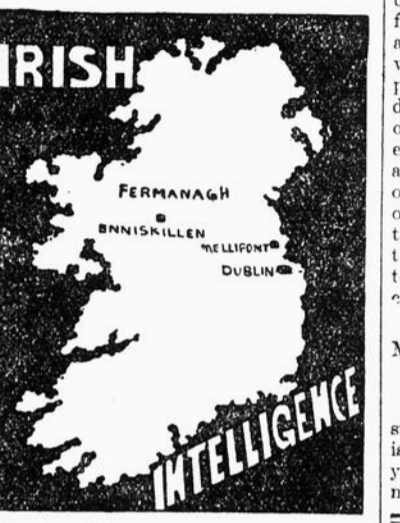 IRISH
FERMANAGH
ENNISKILLEN
MELLIFONT
DUBLIN
INTELLIGENCE